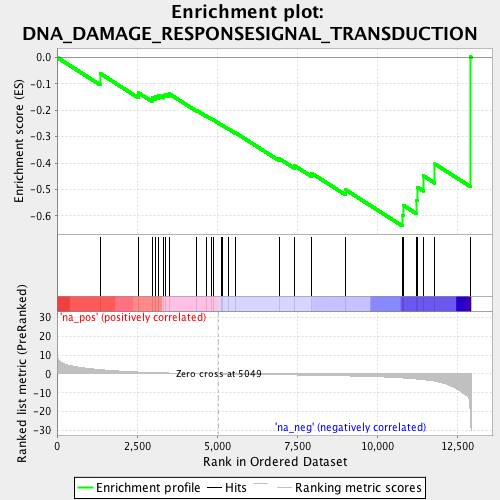 Enrichment plot:
DNA_DAMAGE_RESPONSESIGNAL_TRANSDUCTION
Enrichment score (ES)
0.0
-0.1
-0.2
-0.3
-0.4
-0.5
-0.6
'na_pos' (positively correlated)
Ranked list metric (PreRanked)
30
20
10
0
-10
-20
-30
Zero cross at 5049
'na_neg' (negatively correlated)
0
2,500
5,000
7,500
10,000
12,500
Rank in Ordered Dataset
Enrichment profile
Hits
Ranking metric scores